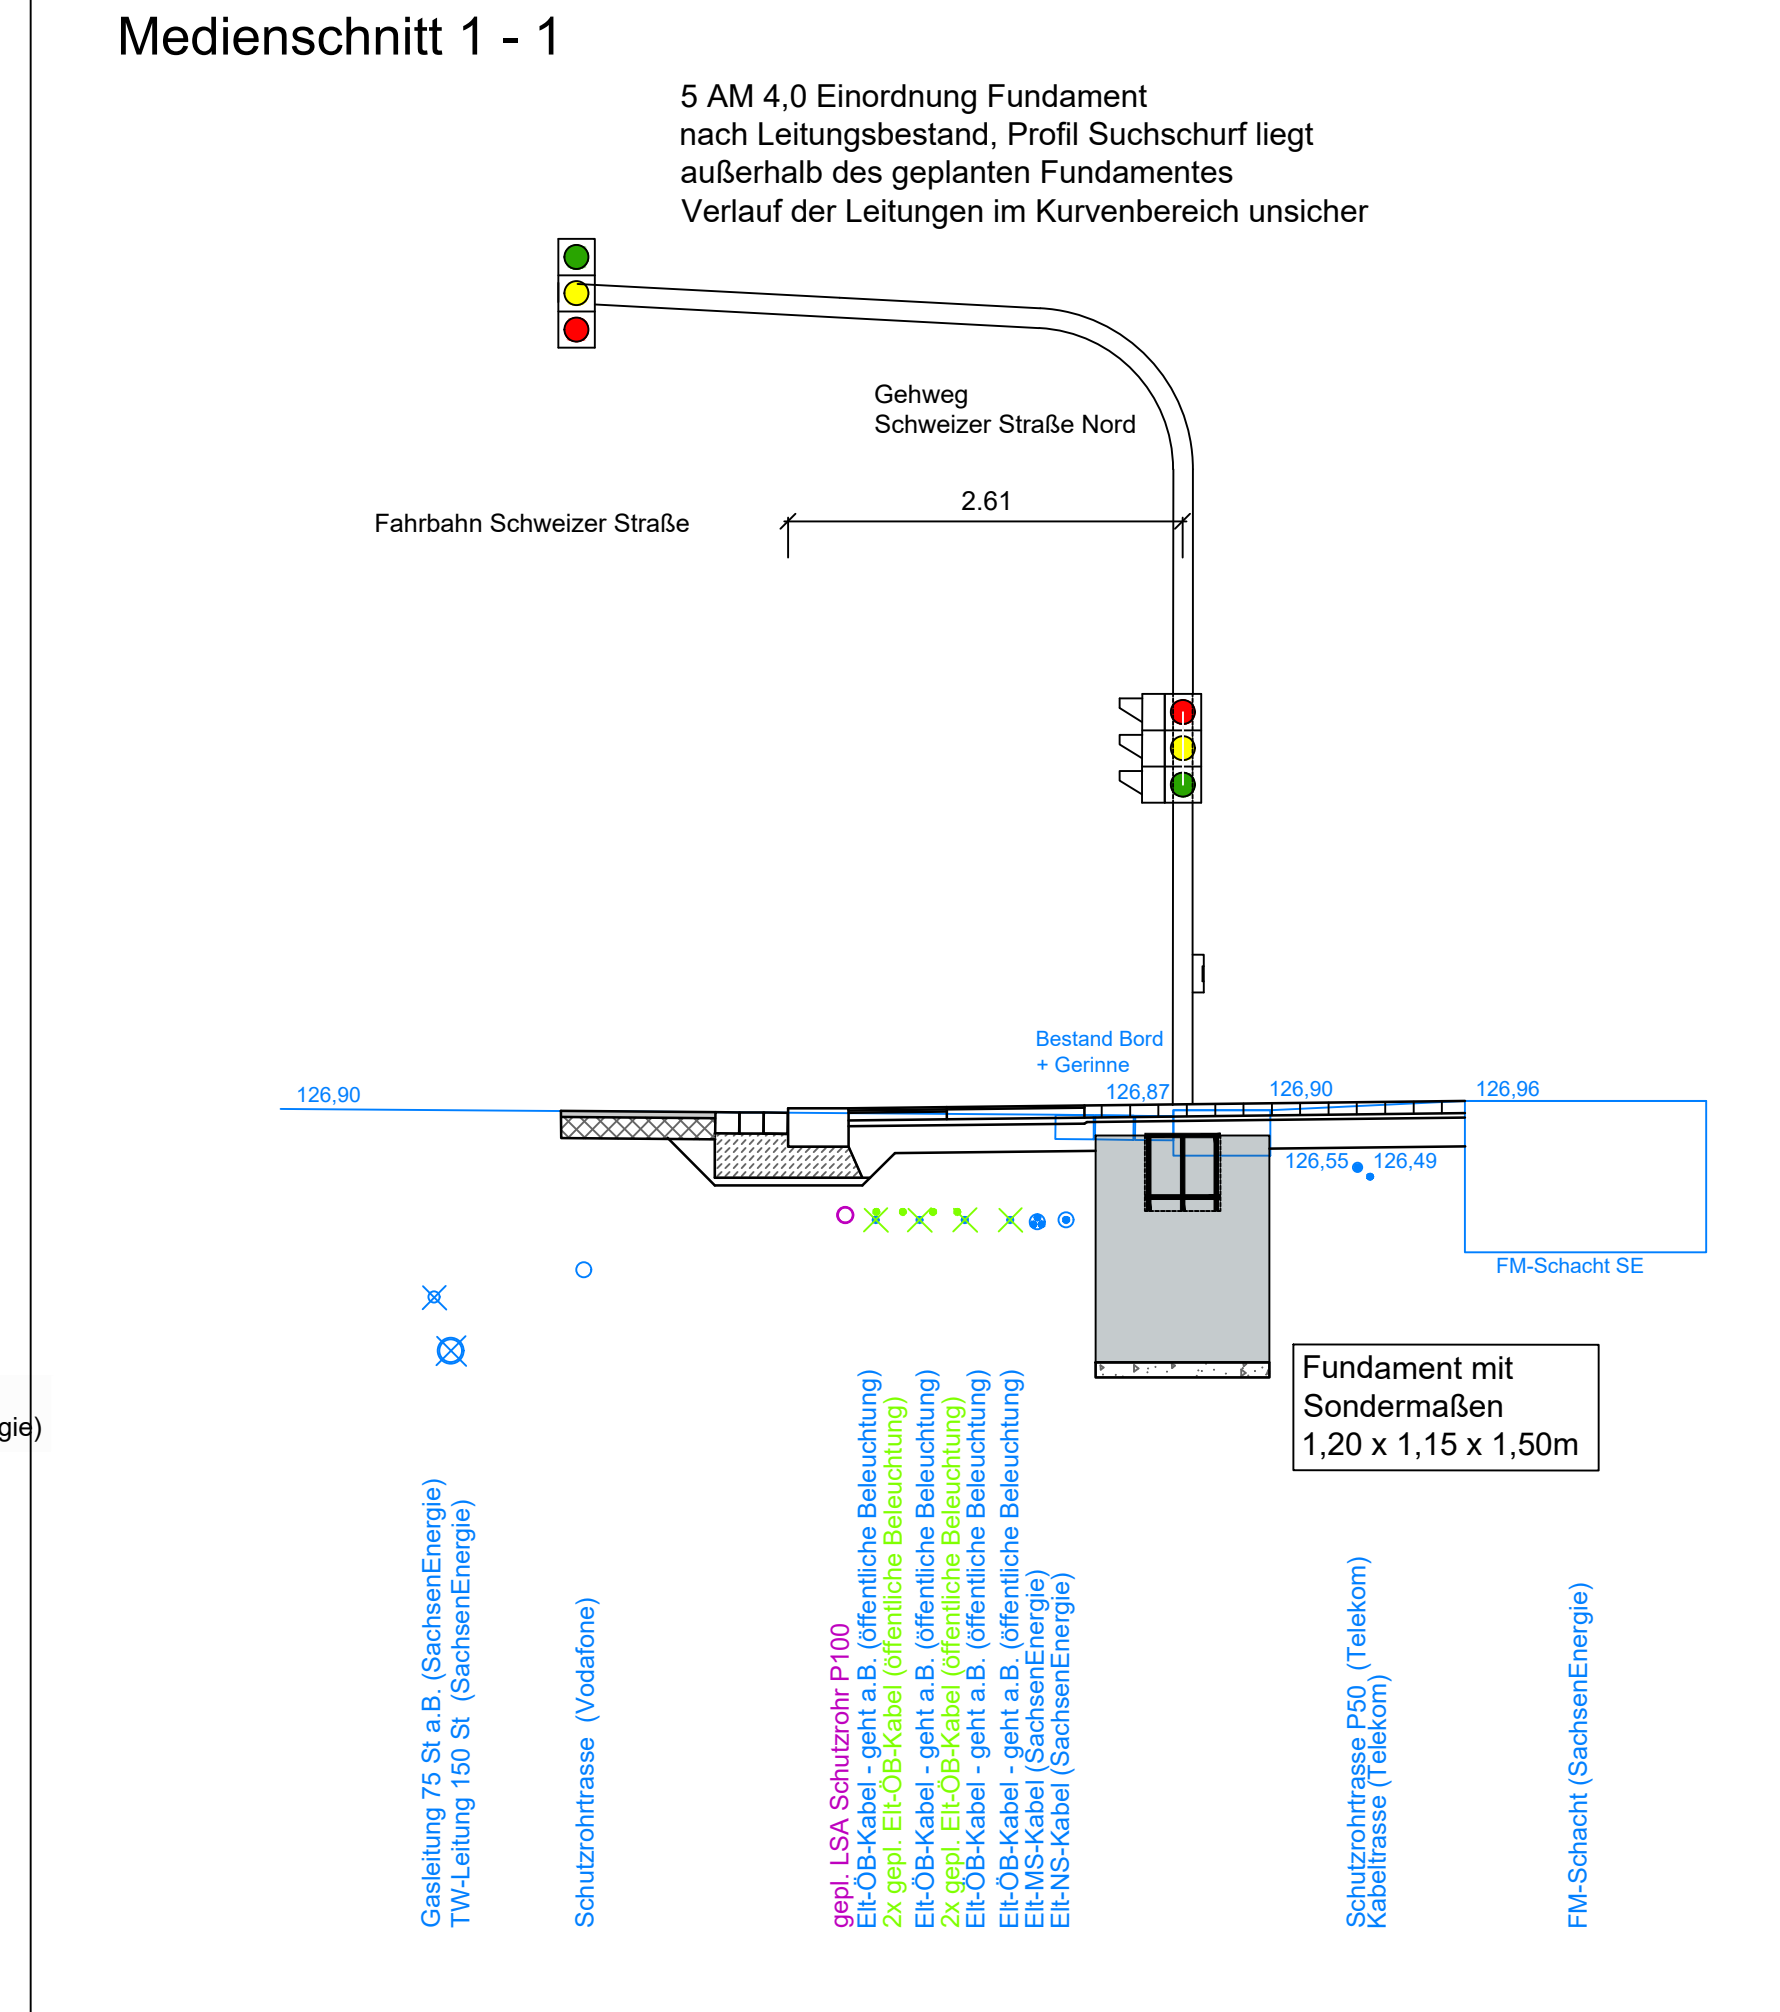 Medienschnitt 1 - 1
5 AM 4,0 Einordnung Fundament
nach Leitungsbestand, Profil Suchschurf liegt
außerhalb des geplanten Fundamentes
Verlauf der Leitungen im Kurvenbereich unsicher
Gehweg
Schweizer Straße Nord
2.61
Fahrbahn Schweizer Straße
Bestand Bord
+ Gerinne
126,90
126,87
126,90
126,96
126,55
126,49
FM-Schacht SE
Fundament mit
Sondermaßen
1,20 x 1,15 x 1,50m
gie)
Gasleitung 75 St a.B. (SachsenEnergie)
TW-Leitung 150 St (SachsenEnergie)
Schutzrohrtrasse (Vodafone)
gepl. LSA Schutzrohr P100
Elt-ÖB-Kabel - geht a.B. (öffentliche Beleuchtung)
2x gepl. Elt-ÖB-Kabel (öffentliche Beleuchtung)
Elt-ÖB-Kabel - geht a.B. (öffentliche Beleuchtung)
2x gepl. Elt-ÖB-Kabel (öffentliche Beleuchtung)
Elt-ÖB-Kabel - geht a.B. (öffentliche Beleuchtung)
Elt-ÖB-Kabel - geht a.B. (öffentliche Beleuchtung)
Elt-MS-Kabel (SachsenEnergie)
Elt-NS-Kabel (SachsenEnergie)
Schutzrohrtrasse P50 (Telekom)
Kabeltrasse (Telekom)
FM-Schacht (SachsenEnergie)